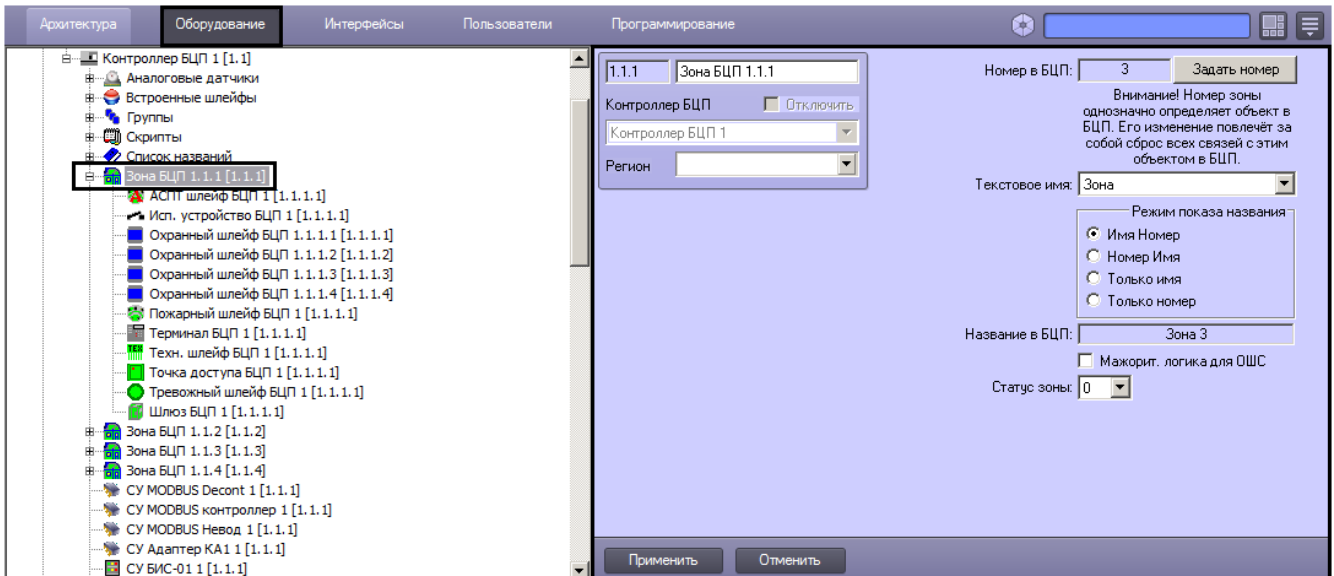 Архитектура
Оборудование
Интерфейсы
Пользователи
Программирование
Контроллер БЦП 1 [1.1]
Аналоговые датчики
Встроенные шлейфы
Группы
Скрипты
Список названий
Зона БЦП 1.1.1 [1.1.1]
АСПТ шлейф БЦП 1 [1.1.1.1]
Исп. устройство БЦП 1 [1.1.1.1]
Охранный шлейф БЦП 1.1.1.1 [1.1.1.1]
Охранный шлейф БЦП 1.1.1.2 [1.1.1.2]
Охранный шлейф БЦП 1.1.1.3 [1.1.1.3]
Охранный шлейф БЦП 1.1.1.4 [1.1.1.4]
Пожарный шлейф БЦП 1 [1.1.1.1]
Терминал БЦП 1 [1.1.1.1]
Техн. шлейф БЦП 1 [1.1.1.1]
Точка доступа БЦП 1 [1.1.1.1]
Тревожный шлейф БЦП 1 [1.1.1.1]
Шлюз БЦП 1 [1.1.1.1]
Зона БЦП 1.1.2 [1.1.2]
Зона БЦП 1.1.3 [1.1.3]
Зона БЦП 1.1.4 [1.1.4]
СУ MODBUS Decont 1 [1.1.1]
СУ MODBUS контроллер 1 [1.1.1]
СУ MODBUS Невод 1 [1.1.1]
СУ Адаптер КА1 1 [1.1.1]
СУ БИС-01 1 [1.1.1]
1.1.1 Зона БЦП 1.1.1
Контроллер БЦП Отключить
Контроллер БЦП 1
Регион
Номер в БЦП: 3 Задать номер
Внимание! Номер зоны
однозначно определяет объект в
БЦП. Его изменение повлечёт за
собой сброс всех связей с этим
объектом в БЦП.
Текстовое имя: Зона
Режим показа названия
Имя Номер
Номер Имя
Только имя
Только номер
Название в БЦП: Зона 3
Мажорит. логика для ОШС
Статус зоны: 0
Применить
Отменить